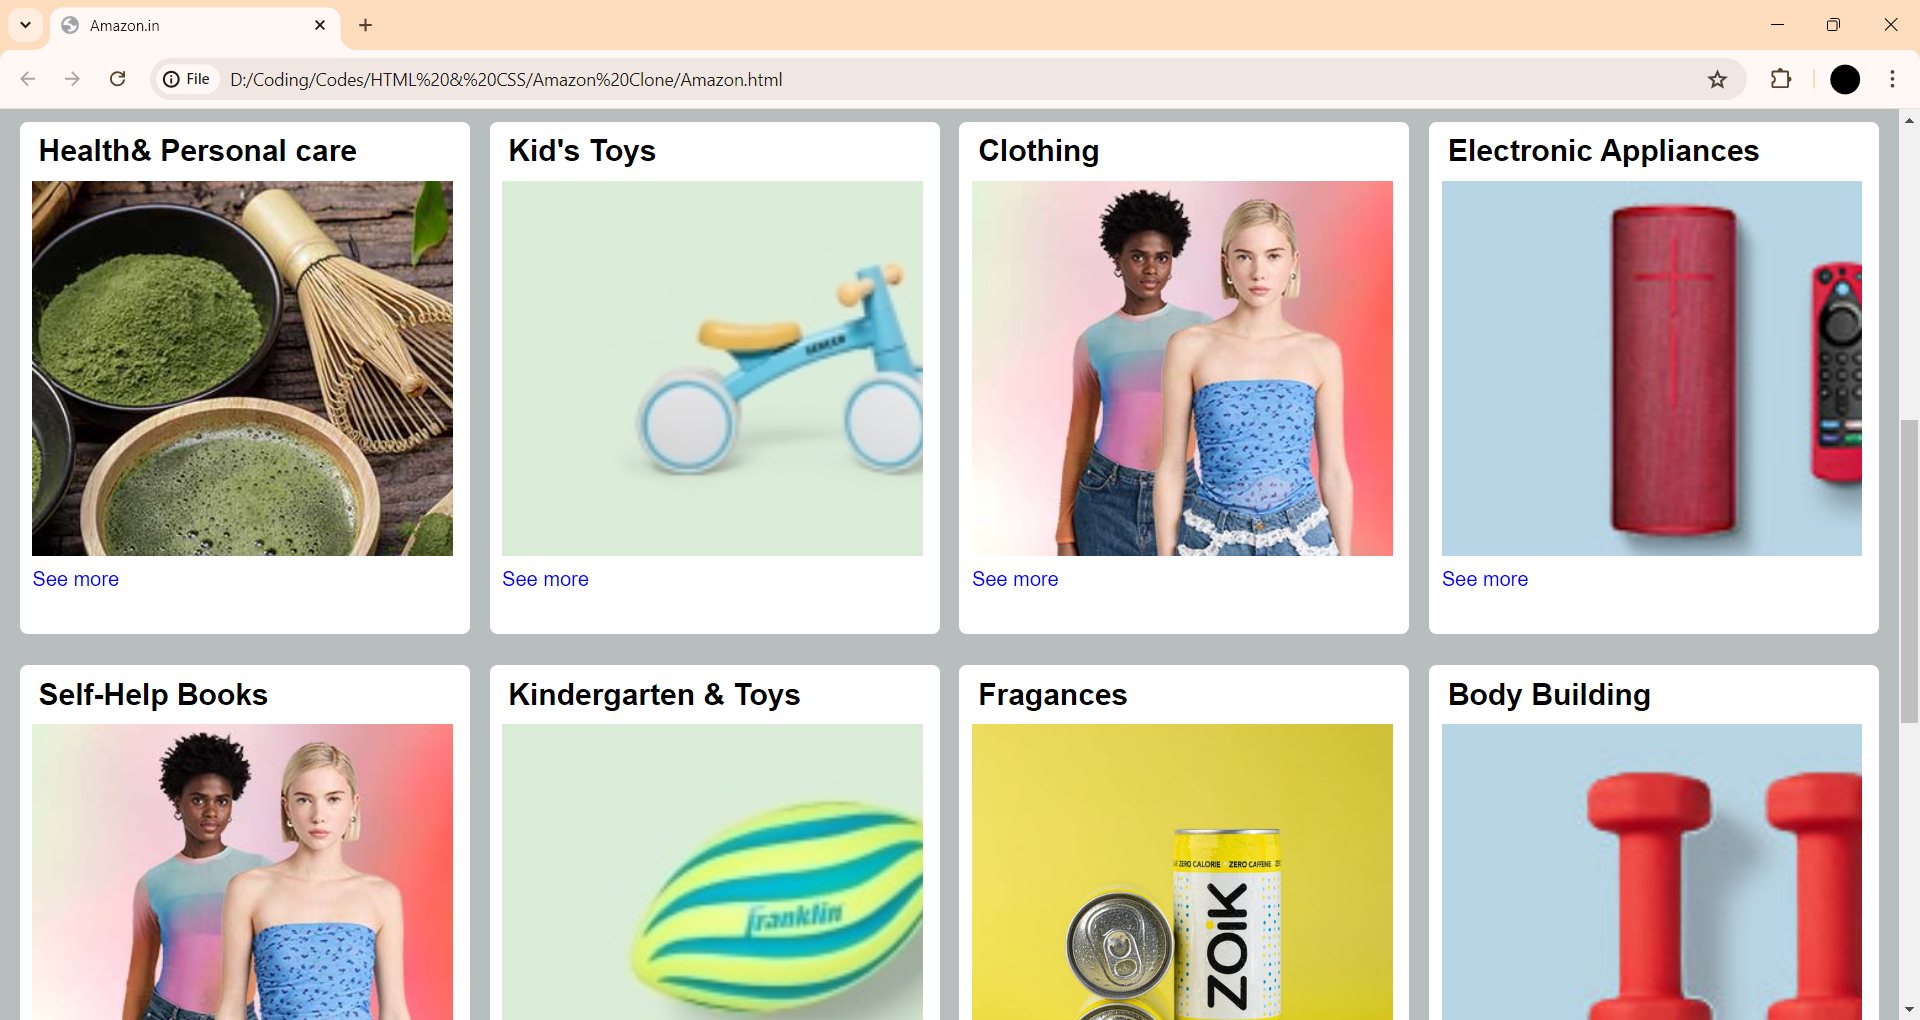 Amazon.in
File
D:/Coding/Codes/HTML%20&%20CSS/Amazon%20Clone/Amazon.html
Health& Personal care
Kid's Toys
Clothing
Electronic Appliances
See more
See more
See more
See more
Self-Help Books
Kindergarten & Toys
Fragances
Body Building
franklin
ZERO CALORIE ZERO CAFFEINE
ZOIK